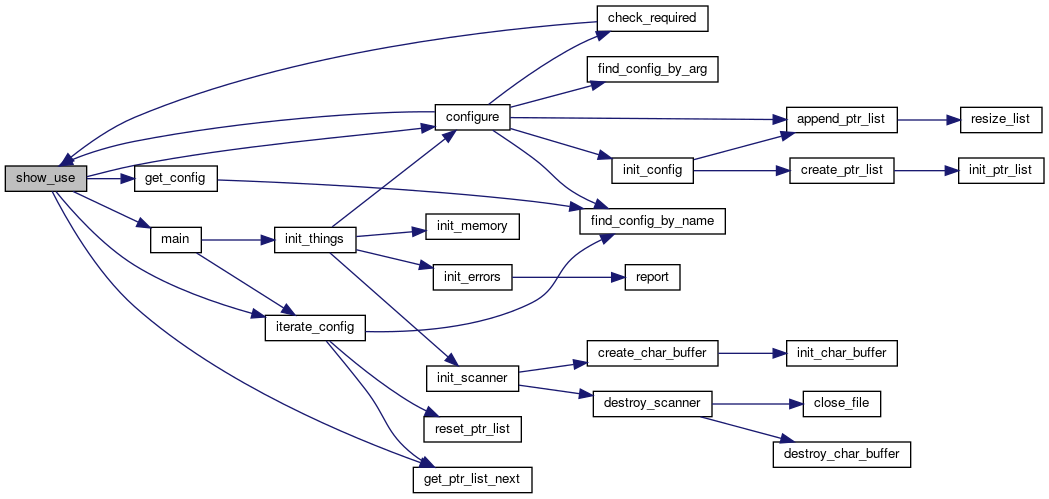 check_required
find_config_by_arg
configure
append_ptr_list
resize_list
show_use
get_config
init_config
create_ptr_list
init_ptr_list
find_config_by_name
init_memory
main
init_things
init_errors
report
iterate_config
create_char_buffer
init_char_buffer
init_scanner
destroy_scanner
close_file
reset_ptr_list
destroy_char_buffer
get_ptr_list_next